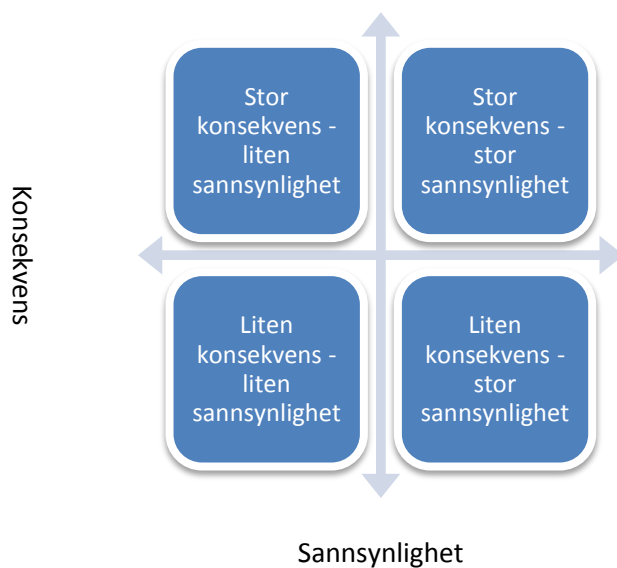 Stor
konsekvens -
liten
sannsynlighet
Stor
konsekvens -
stor
sannsynlighet
Konsekvens
Liten
konsekvens -
liten
sannsynlighet
Liten
konsekvens -
stor
sannsynlighet
Sannsynlighet